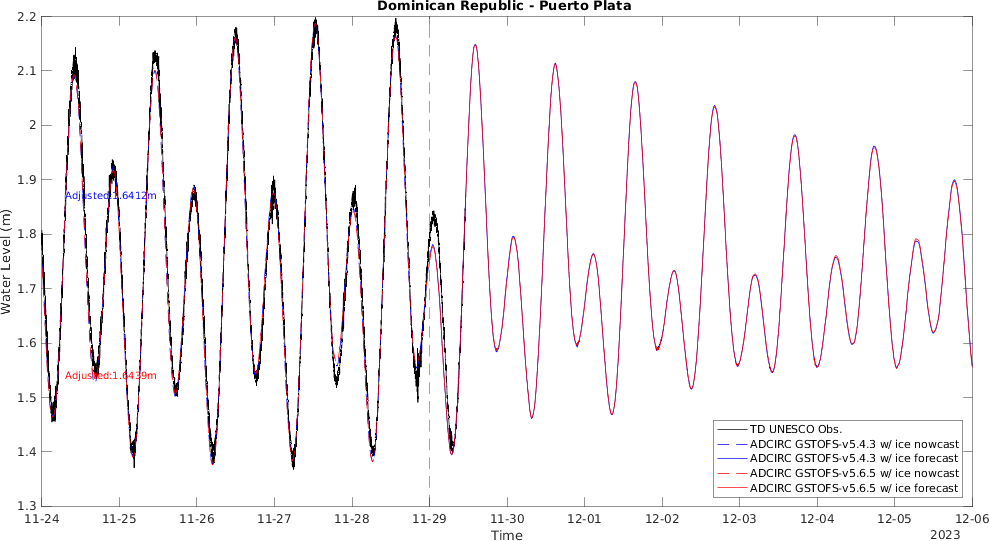 Dominican Republic - Puerto Plata
Water Level (m)
2.2
2.1
2
1.9
1.8
1.7
1.6
1.5
1.4
1.3
Adjusted:1.6412m
Adjusted:1.6439m
TD UNESCO Obs.
ADCIRC GSTOFS-v5.4.3 w/ ice nowcast
ADCIRC GSTOFS-v5.4.3 w/ ice forecast
ADCIRC GSTOFS-v5.6.5 w/ ice nowcast
ADCIRC GSTOFS-v5.6.5 w/ ice forecast
11-24 11-25 11-26 11-27 11-28 11-29 11-30 12-01 12-02 12-03 12-04 12-05 12-06
Time
2023